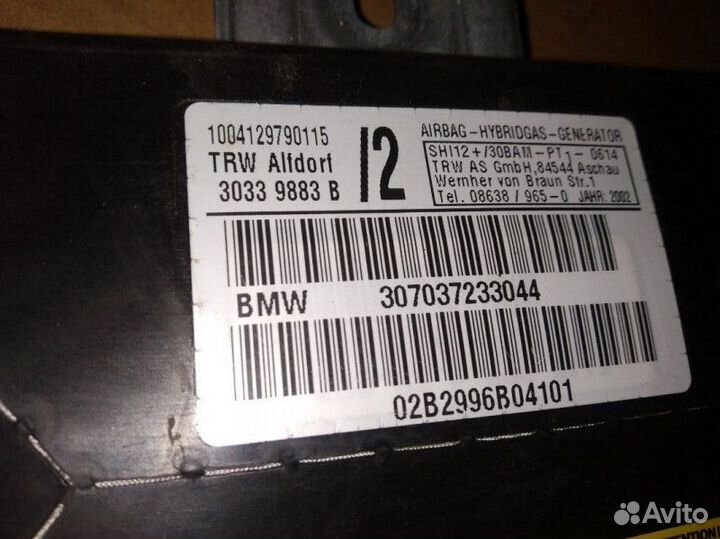 1004129790115
TRW Alfdorf
3033 9883 B
12
AIRBAG-HYBRIDGAS-GENERATOR
SHI12+/30BAM-PT1-0614
TRW AS GmbH,84544 Aschau
Wernher von Braun Str.1
Tel. 08638 / 965-0 JAHR: 2002
BMW 307037233044
02B2996B04101
Avito